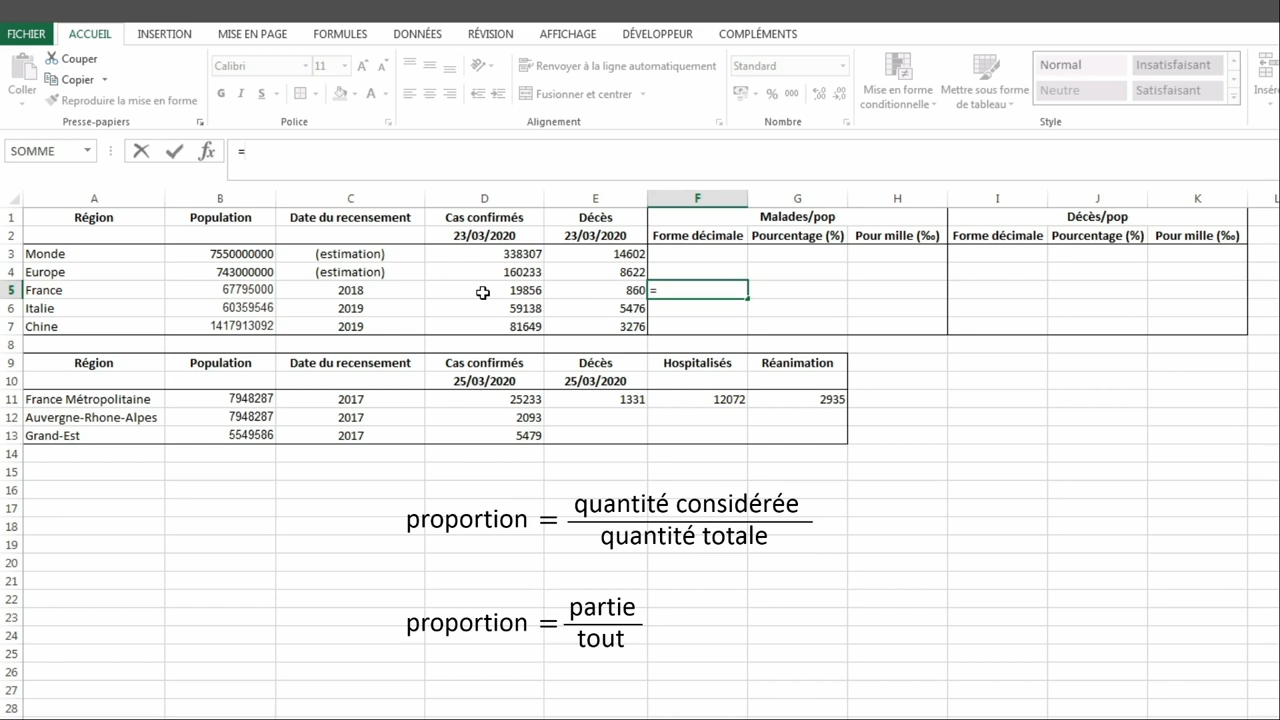 FICHIER ACCUEIL INSERTION MISE EN PAGE FORMULES DONNÉES RÉVISION AFFICHAGE DÉVELOPPEUR COMPLÉMENTS
Coller
Couper
Copier
Reproduire la mise en forme
Presse-papiers
Calibri 11
G I S A
Police
Renvoyer à la ligne automatiquement
Fusionner et centrer
Alignement
Standard
% 000
Nombre
Mise en forme conditionnelle
Mettre sous forme de tableau
Normal Insatisfaisant
Neutre Satisfaisant
Style
Insér
SOMME fx =
A B C D E F G H I J K L
1 Région Population Date du recensement Cas confirmés Décès Malades/pop Décès/pop
2 23/03/2020 23/03/2020 Forme décimale Pourcentage (%) Pour mille (‰) Forme décimale Pourcentage (%) Pour mille (‰)
3 Monde 7550000000 (estimation) 338307 14602
4 Europe 743000000 (estimation) 160233 8622
5 France 67795000 2018 19856 860 =
6 Italie 60359546 2019 59138 5476
7 Chine 1417913092 2019 81649 3276
8
9 Région Population Date du recensement Cas confirmés Décès Hospitalisés Réanimation
10 25/03/2020 25/03/2020
11 France Métropolitaine 7948287 2017 25233 1331 12072 2935
12 Auvergne-Rhone-Alpes 7948287 2017 2093
13 Grand-Est 5549586 2017 5479
14
15
16
17
18
19
20
21
22
23
24
25
26
27
28
proportion = quantité considérée
quantité totale
proportion = partie
tout